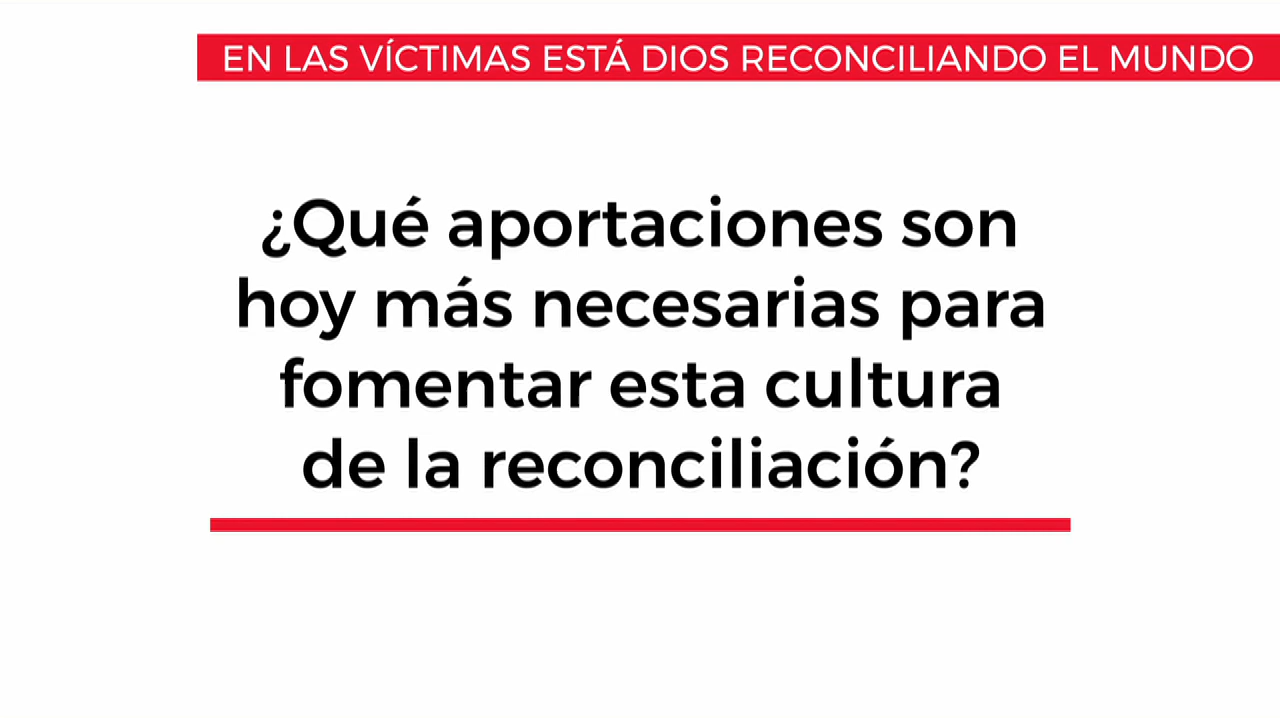 EN LAS VÍCTIMAS ESTÁ DIOS RECONCILIANDO EL MUNDO
¿Qué aportaciones son
hoy más necesarias para
fomentar esta cultura
de la reconciliación?